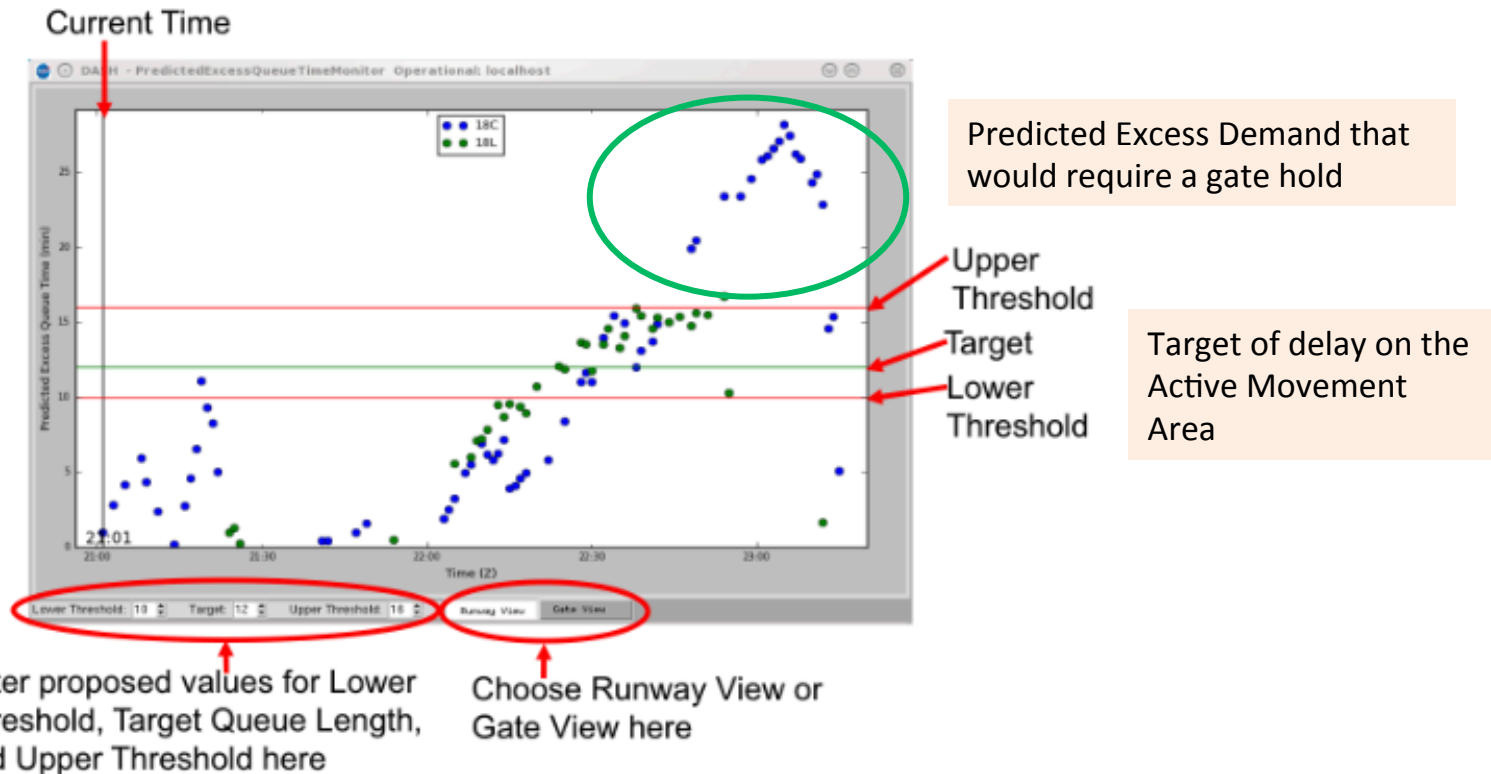 Current Time
DASH - PredictedExcessQueueTimeMonitor Operational: localhost
18C
18L
Predicted Excess Demand that
would require a gate hold
Predicted Excess Queue Time (min)
25
20
15
10
5
0
Upper
Threshold
Target
Lower
Threshold
Target of delay on the
Active Movement
Area
21:01
21:00
21:30
22:00
22:30
23:00
Time (Z)
Lower Threshold: 10 Target: 12 Upper Threshold: 16 Runway View Gate View
ter proposed values for Lower
reshold, Target Queue Length,
d Upper Threshold here
Choose Runway View or
Gate View here